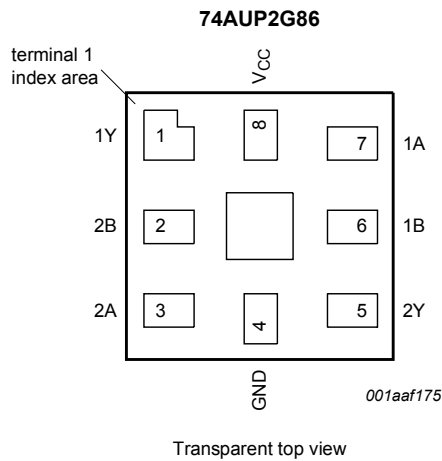 74AUP2G86
terminal 1
index area
VCC
1Y 1 8 7 1A
2B 2 6 1B
2A 3 4 5 2Y
GND
001aaf175
Transparent top view